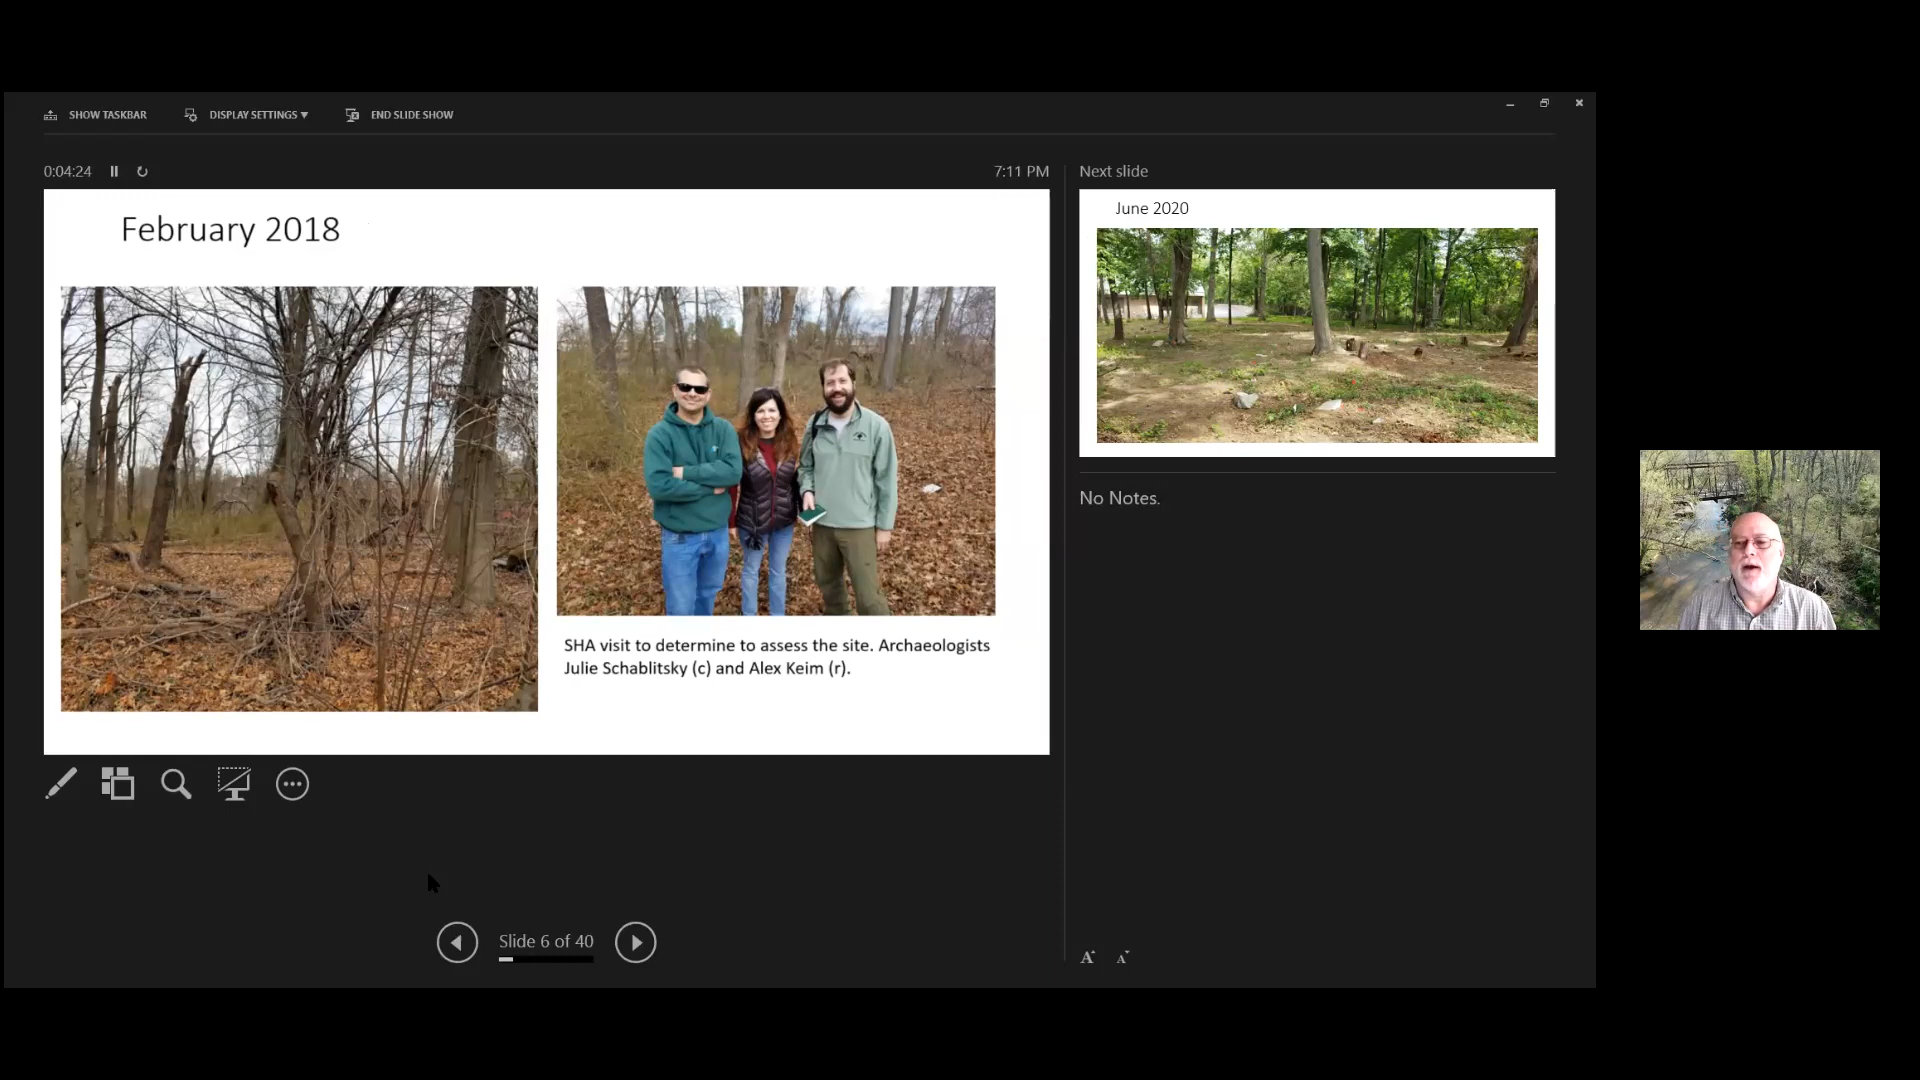 SHOW TASKBAR
DISPLAY SETTINGS ▼
END SLIDE SHOW
0:04:24
7:11 PM
Next slide
February 2018
June 2020
SHA visit to determine to assess the site. Archaeologists
Julie Schablitsky (c) and Alex Keim (r).
No Notes.
Slide 6 of 40
A
A